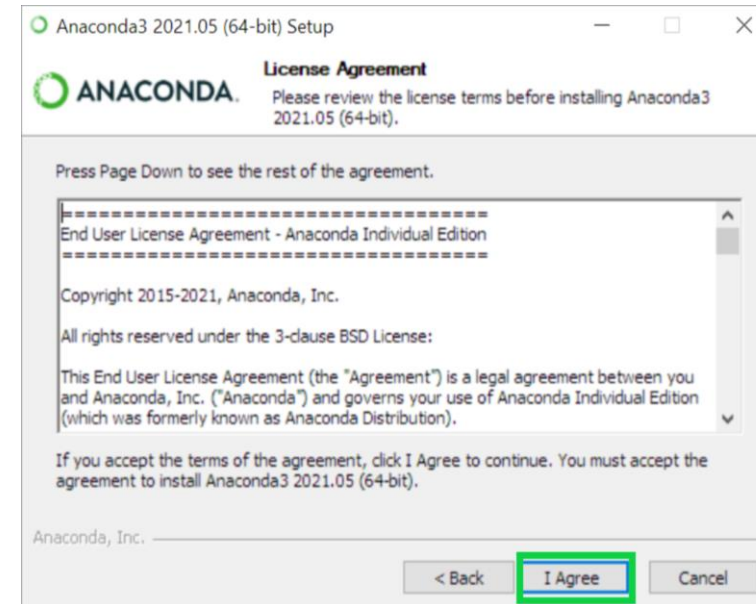 Anaconda3 2021.05 (64-bit) Setup
ANACONDA.
License Agreement
Please review the license terms before installing Anaconda3
2021.05 (64-bit).
Press Page Down to see the rest of the agreement.
===================================
End User License Agreement - Anaconda Individual Edition
===================================
Copyright 2015-2021, Anaconda, Inc.
All rights reserved under the 3-clause BSD License:
This End User License Agreement (the "Agreement") is a legal agreement between you
and Anaconda, Inc. ("Anaconda") and governs your use of Anaconda Individual Edition
(which was formerly known as Anaconda Distribution).
If you accept the terms of the agreement, click I Agree to continue. You must accept the
agreement to install Anaconda3 2021.05 (64-bit).
Anaconda, Inc.
< Back
I Agree
Cancel